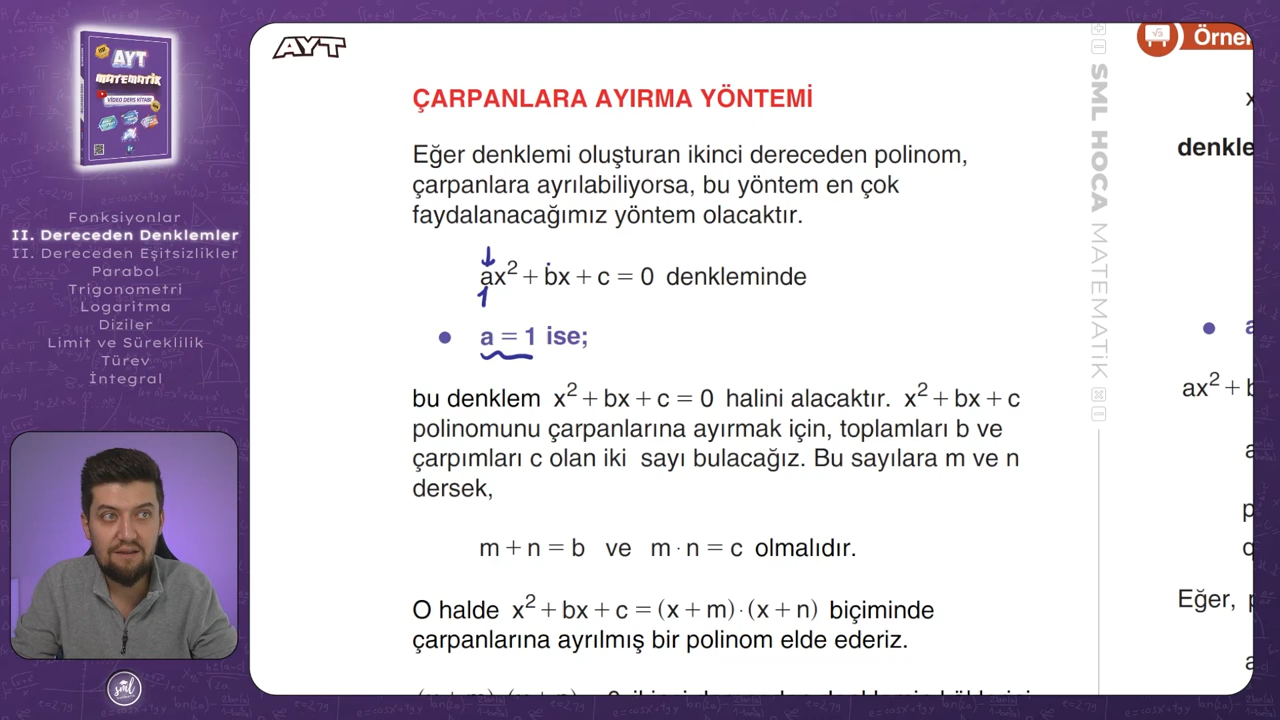 AYT
MATEMATİK
VİDEO DERS KİTABI
Fonksiyonlar
II. Dereceden Denklemler
II. Dereceden Eşitsizlikler
Parabol
Trigonometri
Logaritma
Diziler
Limit ve Süreklilik
Türev
İntegral
sml
AYT
ÇARPANLARA AYIRMA YÖNTEMİ
Eğer denklemi oluşturan ikinci dereceden polinom,
çarpanlara ayrılabiliyorsa, bu yöntem en çok
faydalanacağımız yöntem olacaktır.
ax² + bx + c = 0 denkleminde
1
• a = 1 ise;
bu denklem x² + bx + c = 0 halini alacaktır. x² + bx + c
polinomunu çarpanlarına ayırmak için, toplamları b ve
çarpımları c olan iki sayı bulacağız. Bu sayılara m ve n
dersek,
m + n = b ve m · n = c olmalıdır.
O halde x² + bx + c = (x + m) · (x + n) biçiminde
çarpanlarına ayrılmış bir polinom elde ederiz.
SML HOCA MATEMATİK
Örne
x
denkle
• a
ax² + b
a
p
q
Eğer, p
a